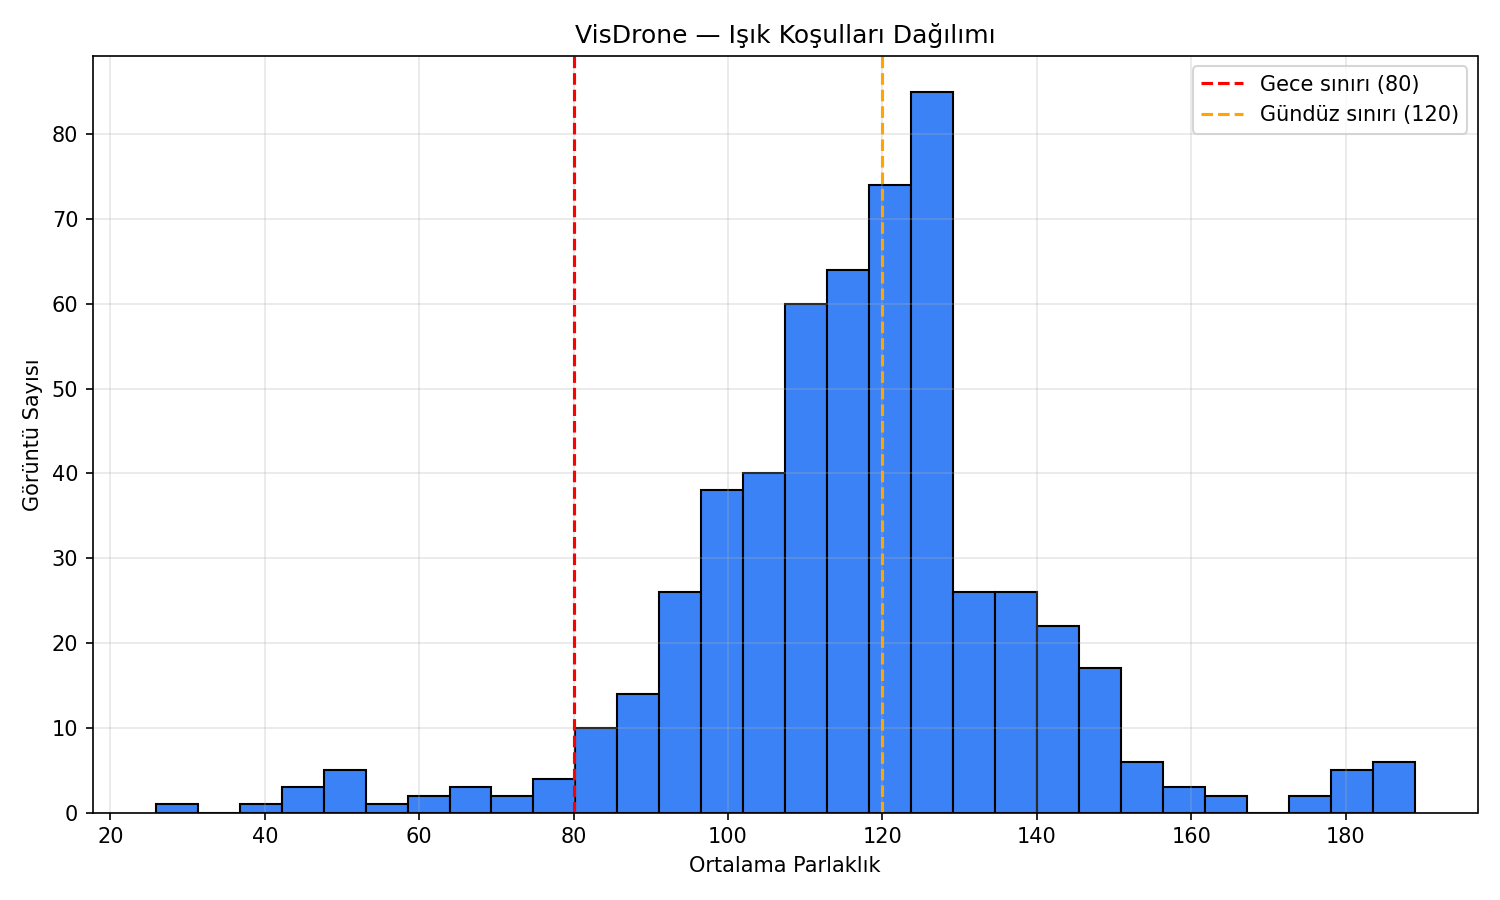 VisDrone — Işık Koşulları Dağılımı
Gece sınırı (80)
Gündüz sınırı (120)
Görüntü Sayısı
80
70
60
50
40
30
20
10
0
20 40 60 80 100 120 140 160 180
Ortalama Parlaklık